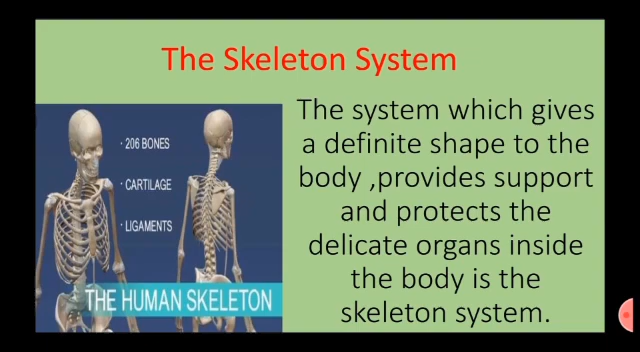 The Skeleton System
· 206 BONES
· CARTILAGE
· LIGAMENTS
THE HUMAN SKELETON
The system which gives
a definite shape to the
body ,provides support
and protects the
delicate organs inside
the body is the
skeleton system.